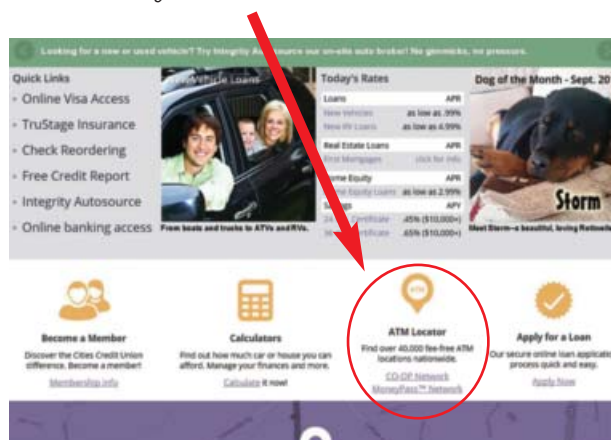 Looking for a new or used vehicle? Try Integrity Autosource our on-site auto broker! No gimmicks, no pressure.
Quick Links
Online Visa Access
TruStage Insurance
Check Reordering
Free Credit Report
Integrity Autosource
Online banking access
Vehicle Loans
From boats and trucks to ATVs and RVs.
Today's Rates
Loans APR
New Vehicles as low as .99%
New RV Loans as low as 4.99%
Real Estate Loans APR
First Mortgages click for info
Home Equity APR
Home Equity Loans as low as 2.99%
Savings APY
Certificate .45% ($10,000+)
Certificate .65% ($10,000+)
Dog of the Month - Sept. 20
Storm
Meet Storm—a beautiful, loving
Become a Member
Discover the Cities Credit Union
difference. Become a member!
Membership info
Calculators
Find out how much car or house you can
afford. Manage your finances and more.
Calculate it now!
ATM
ATM Locator
Find over 40,000 fee-free ATM
locations nationwide.
CO-OP Network
MoneyPass™ Network
Apply for a Loan
Our secure online loan applicatio
process quick and easy.
Apply Now